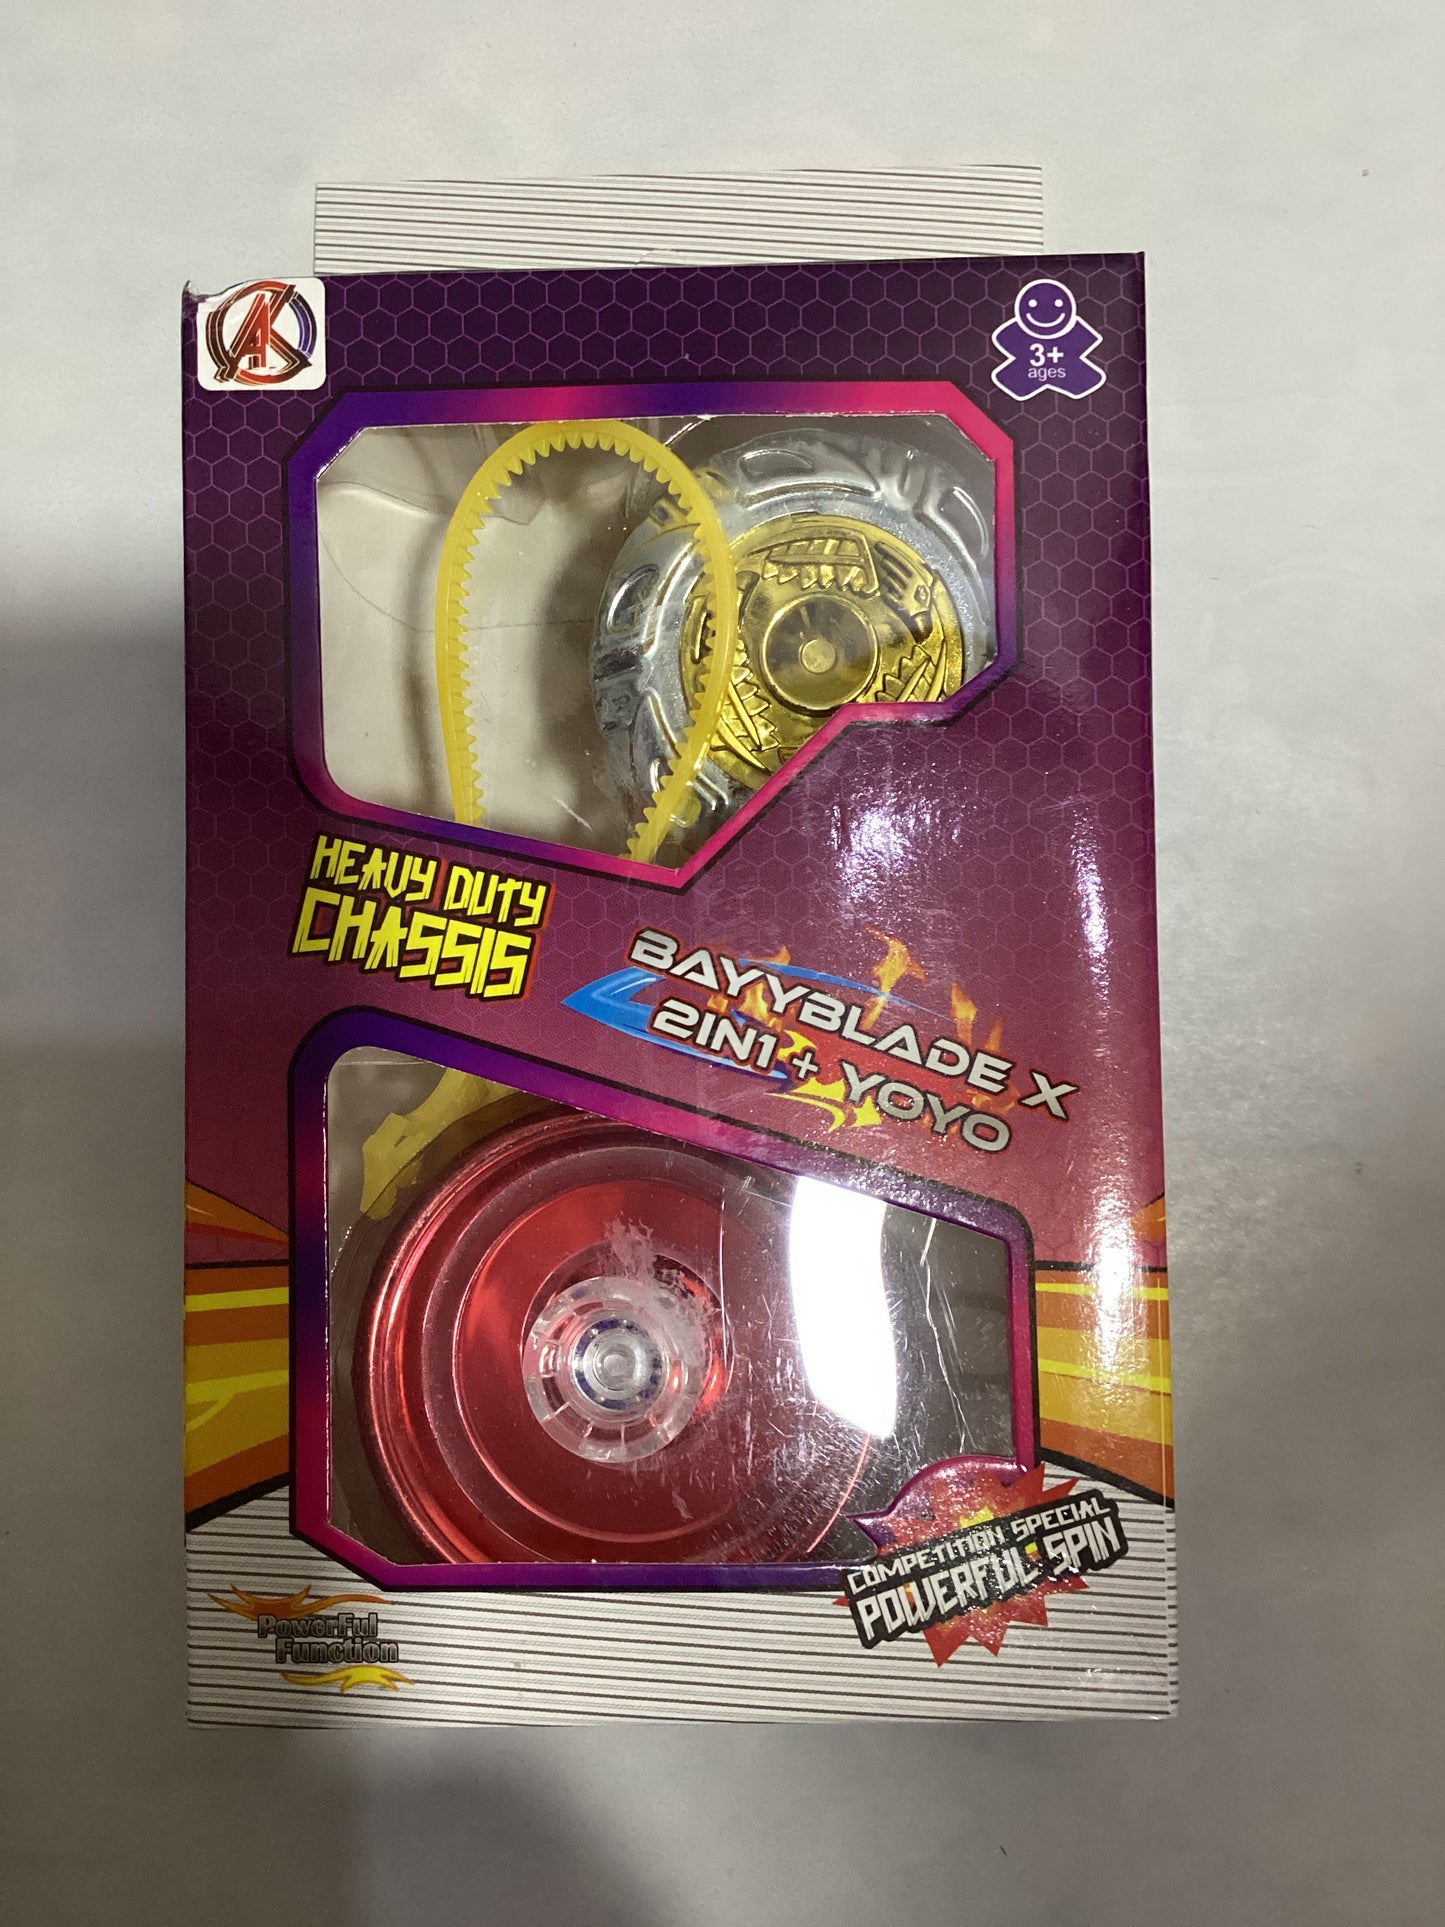 3+
ages
HEAVY DUTY
CHASSIS
BAYYBLADE X
2IN1 + YOYO
COMPETITION SPECIAL
POWERFUL SPIN
PowerFul
Function